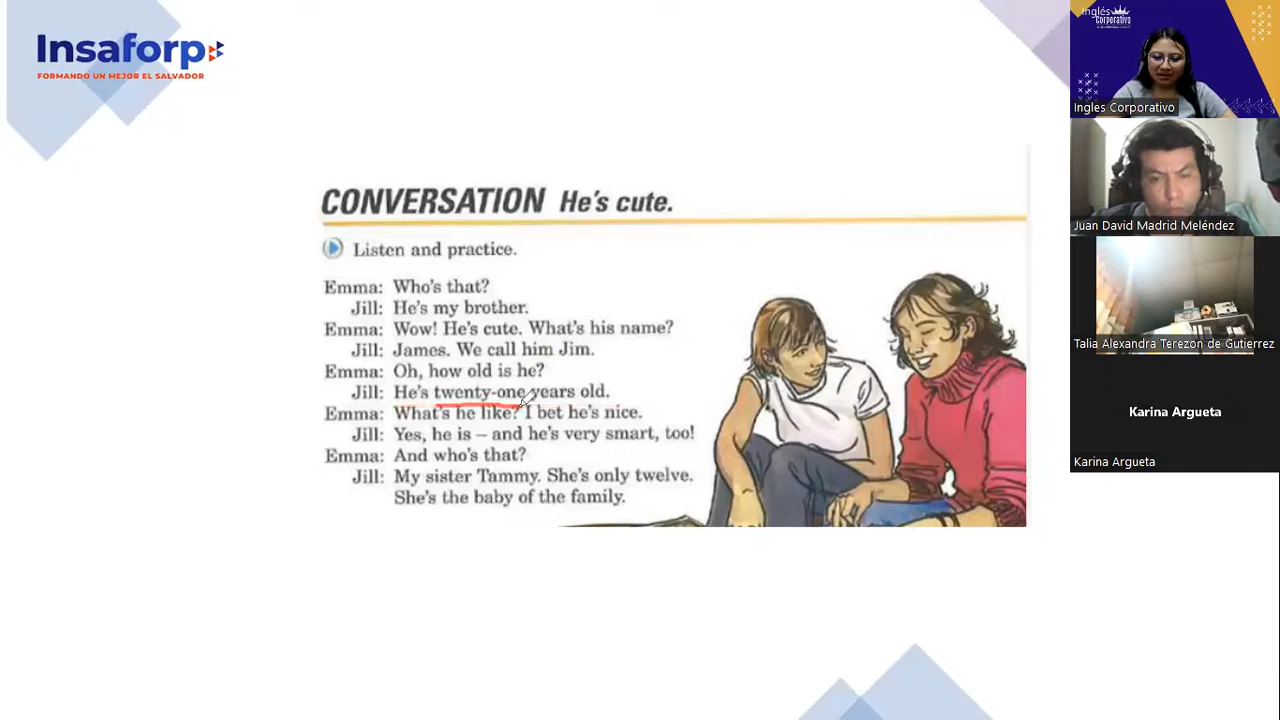 Insaforp
FORMANDO UN MEJOR EL SALVADOR
CONVERSATION He's cute.
Listen and practice.
Emma: Who's that?
Jill: He's my brother.
Emma: Wow! He's cute. What's his name?
Jill: James. We call him Jim.
Emma: Oh, how old is he?
Jill: He's twenty-one years old.
Emma: What's he like? I bet he's nice.
Jill: Yes, he is – and he's very smart, too!
Emma: And who's that?
Jill: My sister Tammy. She's only twelve.
She's the baby of the family.
Inglés
Corporativo
Ingles Corporativo
Juan David Madrid Meléndez
Talia Alexandra Terezon de Gutierrez
Karina Argueta
Karina Argueta